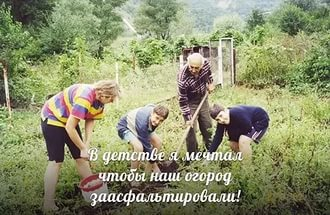 В детстве я мечтал
чтобы наш огород
заасфальтировали!